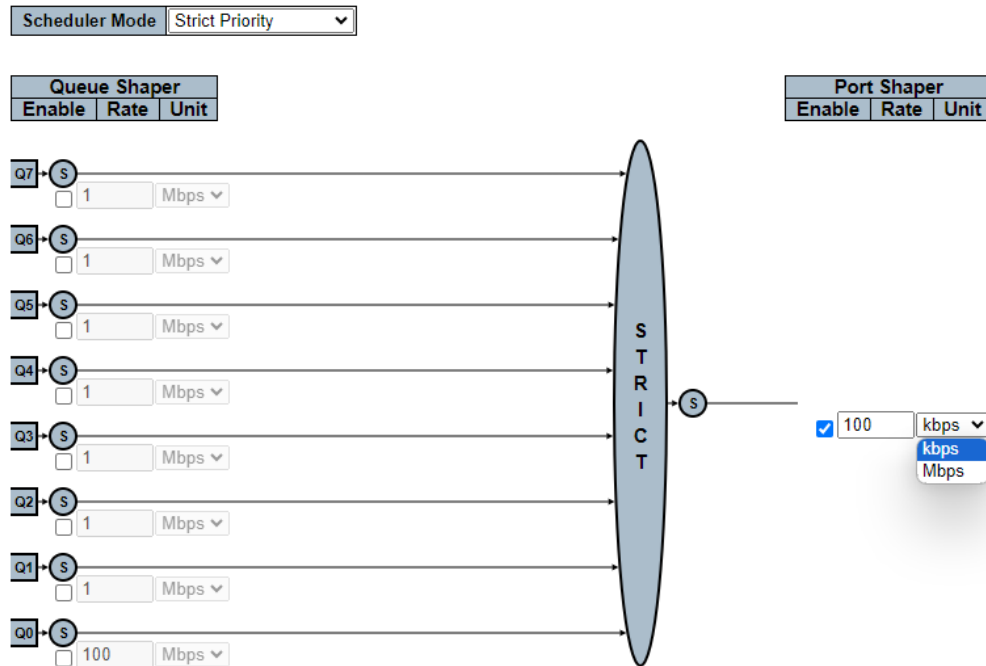 Scheduler Mode Strict Priority
Queue Shaper
Enable Rate Unit
Port Shaper
Enable Rate Unit
Q7 S
1 Mbps
Q6 S
1 Mbps
Q5 S
1 Mbps
Q4 S
1 Mbps
Q3 S
1 Mbps
Q2 S
1 Mbps
Q1 S
1 Mbps
Q0 S
100 Mbps
S
T
R
I
C
T
S
100 kbps
kbps
Mbps